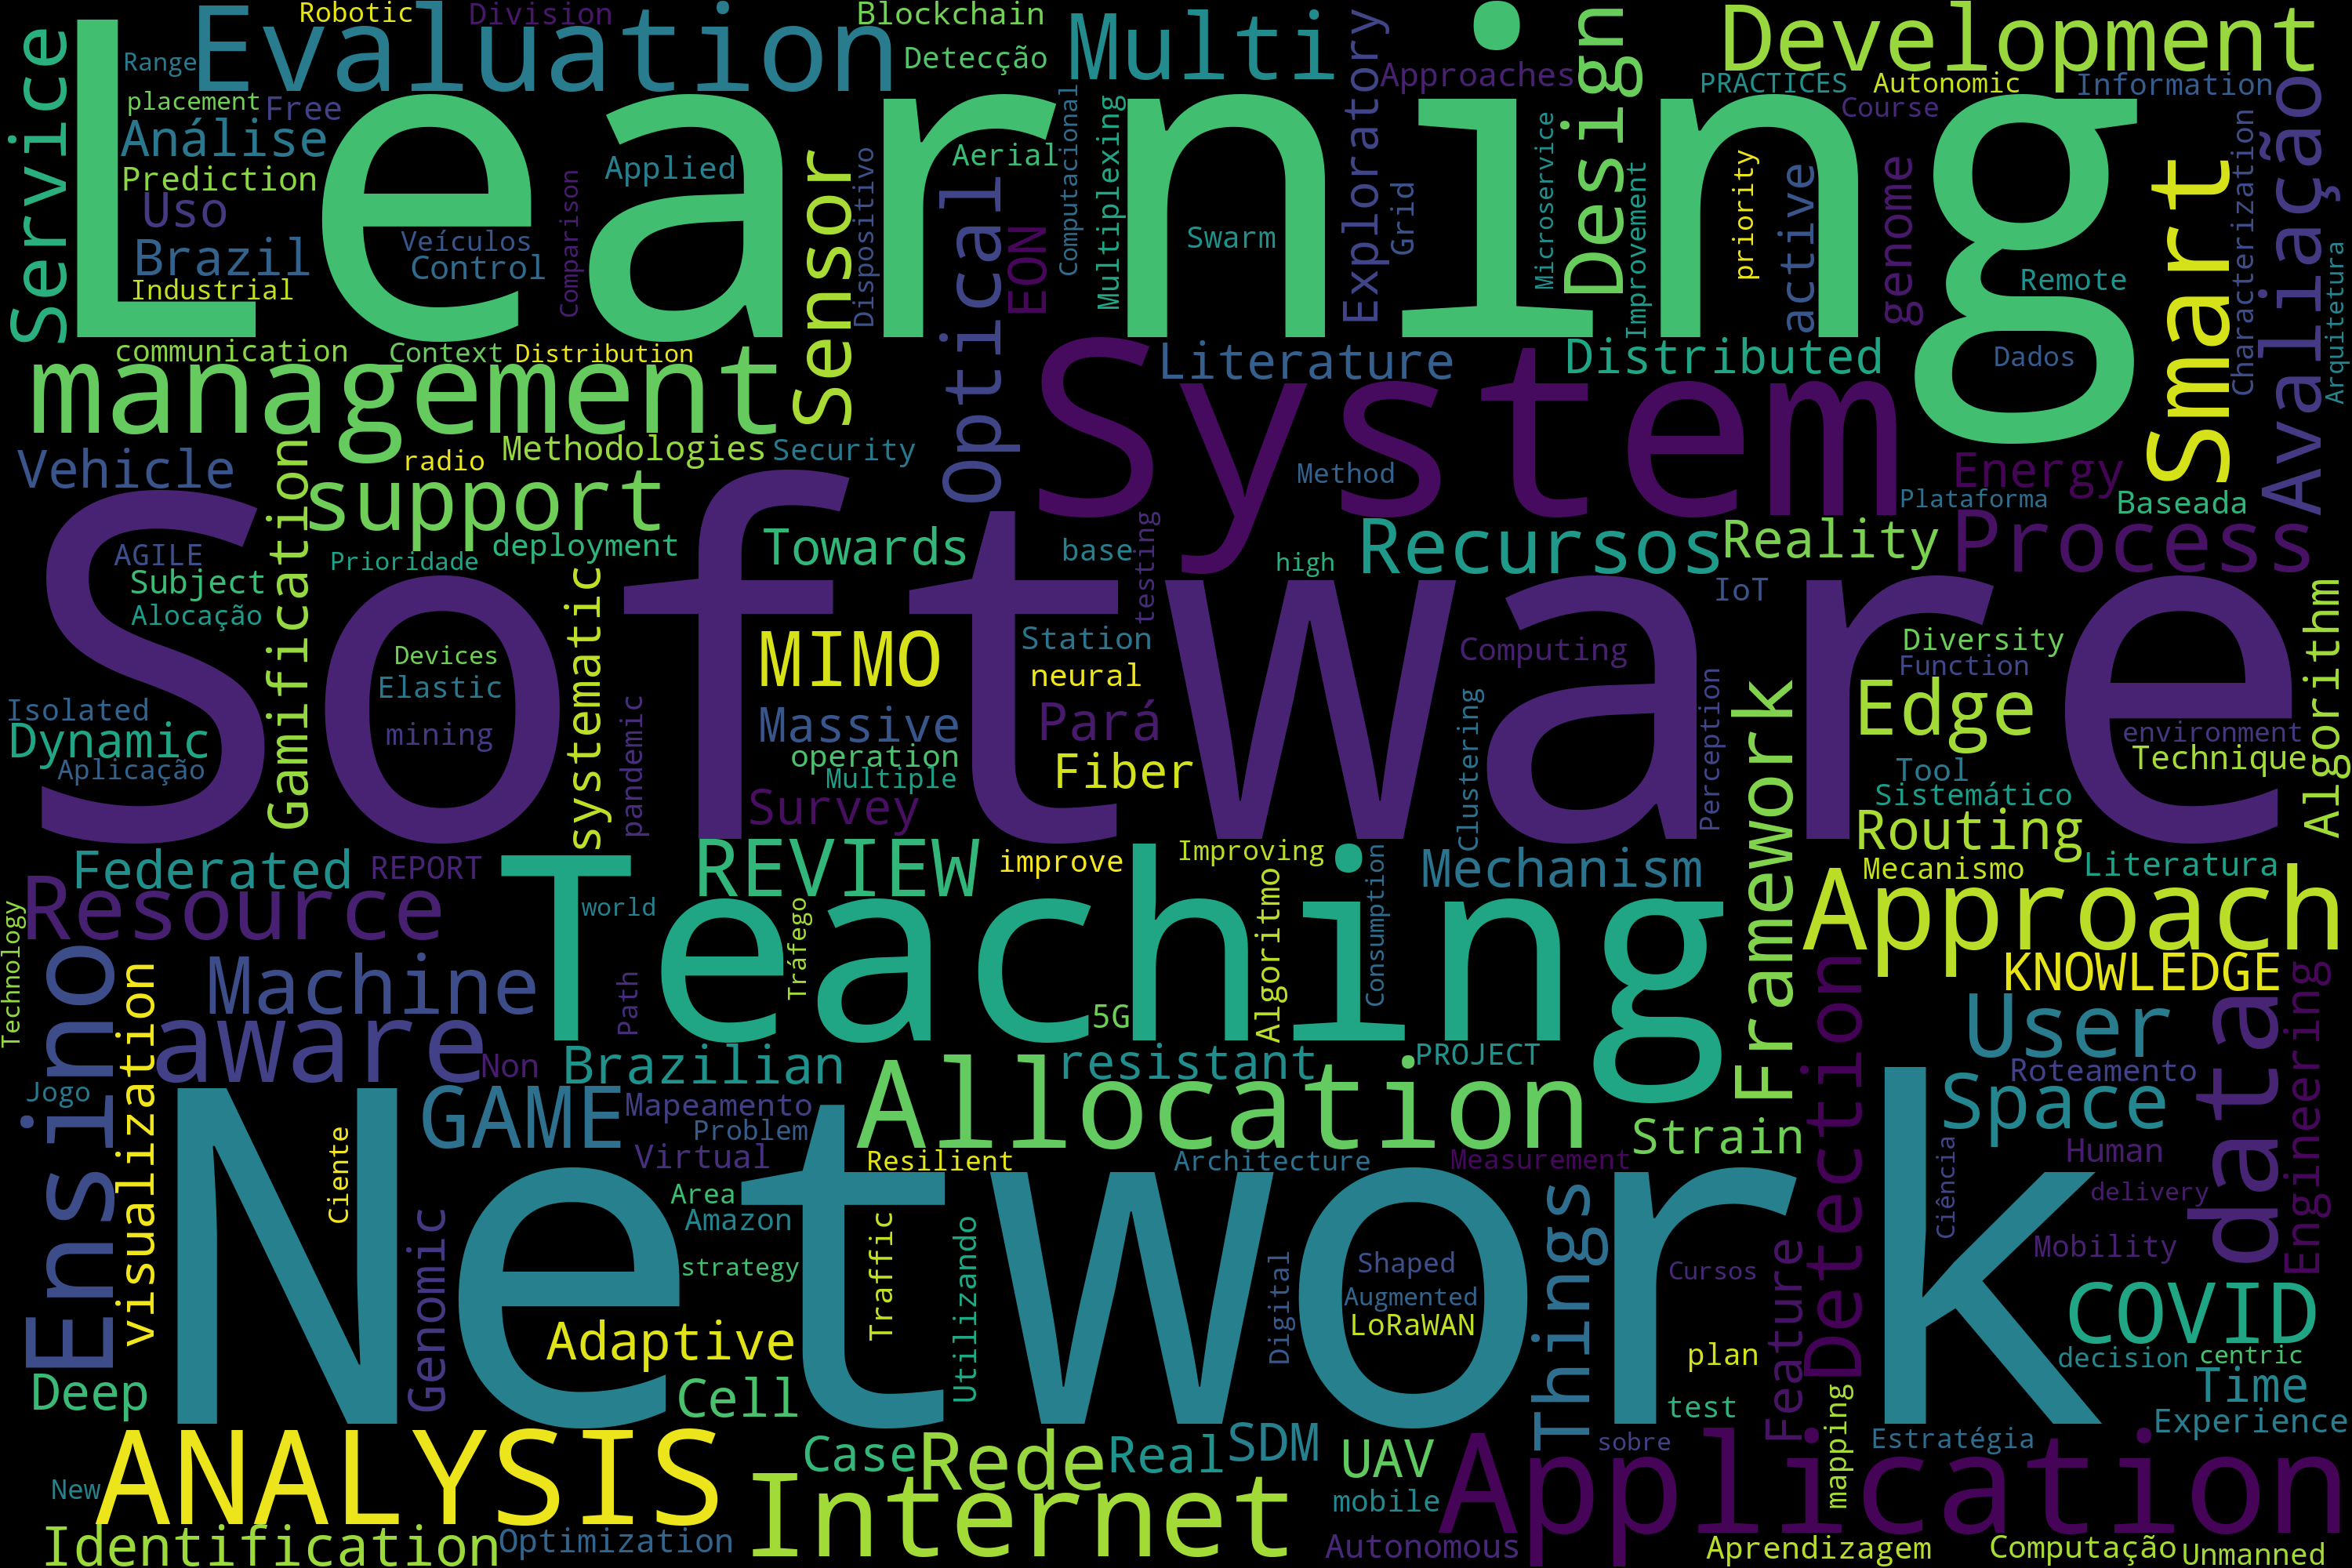 Robotic
Division
Blockchain
Evaluation
Multi
Development
Service
Range
Learning
Detecção
Exploratory
Approaches
Design
PRACTICES
Autonomic
Information
placement
Free
Course
Análise
Computacional
Multiplexing
Microservice
Improvement
Characterization
Avaliação
Smart
Prediction
Applied
Aerial
Sensor
Dispositivo
Comparison
Optical
EON
Grid
priority
active
genome
Uso
Brazil
Veículos
Control
Swarm
Remote
Industrial
Arquitetura
communication
Context
Distribution
Literature
Distributed
Dados
management
System
Vehicle
Gamification
radio
Methodologies
Security
Method
Energy
support
Plataforma
Baseada
Software
AGILE
Prioridade
deployment
Towards
base
testing
high
Recursos
Reality
Process
Subject
Alocação
systematic
IoT
Algorithm
MIMO
Station
Computing
Diversity
Devices
Elastic
neural
Function
Isolated
Massive
Pará
Perception
Edge
Dynamic
mining
pandemic
environment
operation
Multiple
Fiber
Clustering
Framework
Technique
Aplicação
Tool
Survey
Sistemático
Routing
Federated
REPORT
REVIEW
improve
Improving
Mechanism
Mecanismo
Literatura
Resource
Teaching
world
Tráfego
Algoritmo
Consumption
Approach
Technology
Ensino
visualization
Machine
Path
5G
Detection
KNOWLEDGE
Engineering
aware
User
data
Non
Brazilian
resistant
PROJECT
Jogo
Network
GAME
Mapeamento
Allocation
Roteamento
Space
Problem
Strain
Ciente
Virtual
Resilient
Architecture
Measurement
Things
Ciência
Human
Area
delivery
Genomic
Amazon
Traffic
Utilizando
Digital
Feature
Mobility
strategy
Shaped
Cursos
Augmented
COVID
Adaptive
LoRaWAN
plan
decision
centric
Deep
Cell
test
mapping
Time
Experience
ANALYSIS
Case
Rede
Real
SDM
UAV
sobre
Estratégia
New
Internet
mobile
Application
Identification
Optimization
Autonomous
Aprendizagem
Computação
Unmanned